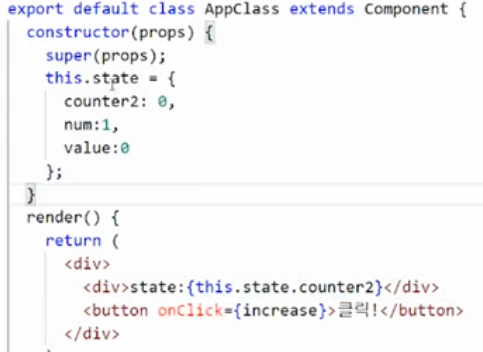 export default class AppClass extends Component {
constructor(props) {
super(props);
this.state = {
counter2: 0,
num:1,
value:0
};
}
render() {
return (
<div>
<div>state:{this.state.counter2}</div>
<button onClick={increase}>클릭!</button>
</div>